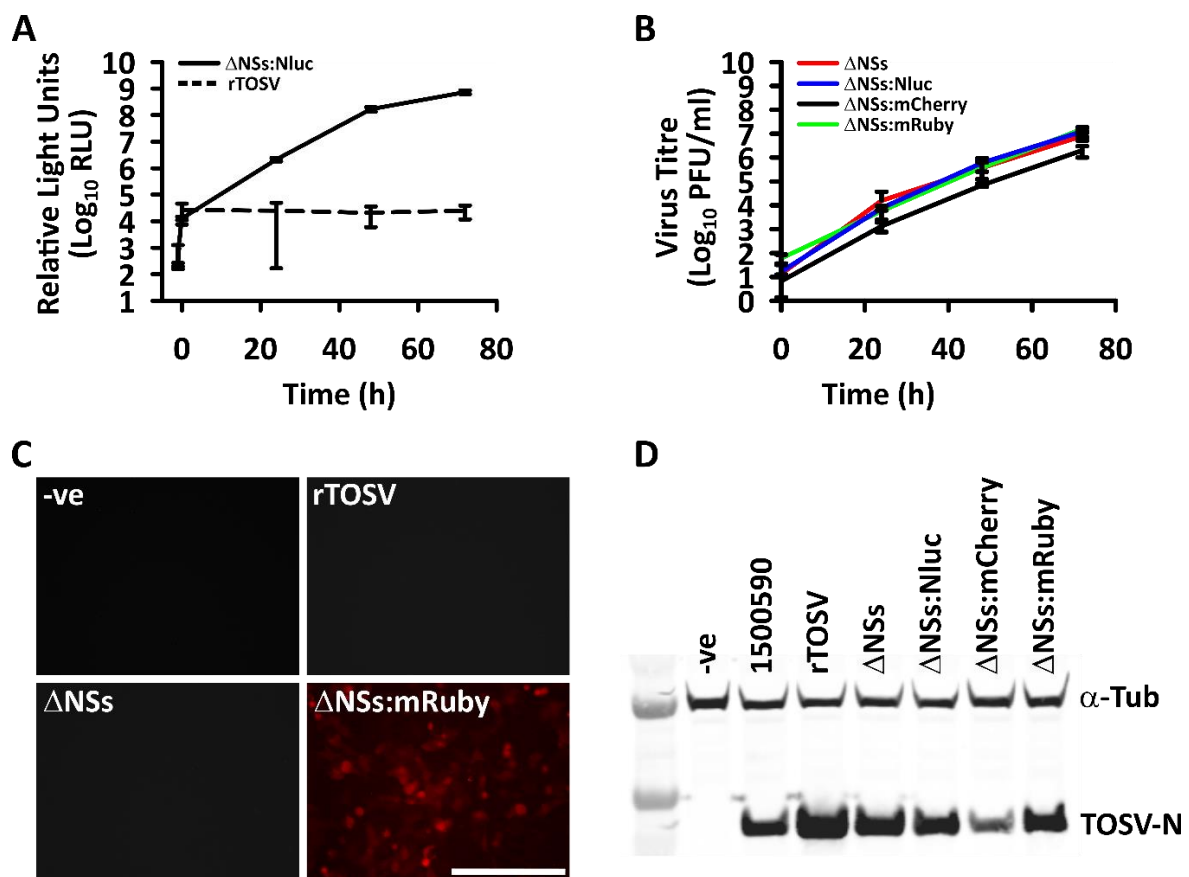 A
ΔNSs:Nluc
rTOSV
Relative Light Units
(Log10 RLU)
10
9
8
7
6
5
4
3
2
1
0 20 40 60 80
Time (h)
B
ΔNSs
ΔNSs:Nluc
ΔNSs:mCherry
ΔNSs:mRuby
Virus Titre
(Log10 PFU/ml)
10
9
8
7
6
5
4
3
2
1
0
0 20 40 60 80
Time (h)
C
-ve
rTOSV
ΔNSs
ΔNSs:mRuby
D
-ve
1500590
rTOSV
ΔNSs
ΔNSs:Nluc
ΔNSs:mCherry
ΔNSs:mRuby
α-Tub
TOSV-N